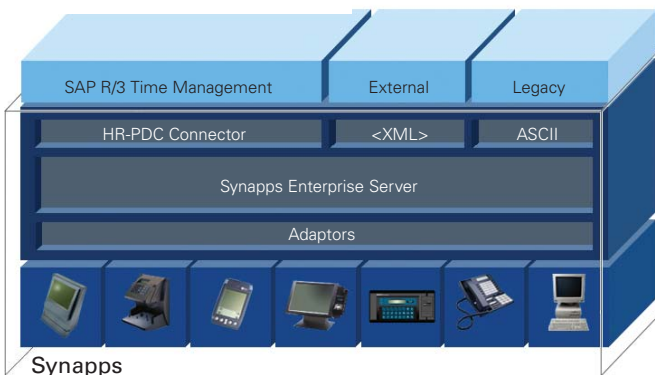 SAP R/3 Time Management External Legacy
HR-PDC Connector <XML> ASCII
Synapps Enterprise Server
Adaptors
Synapps